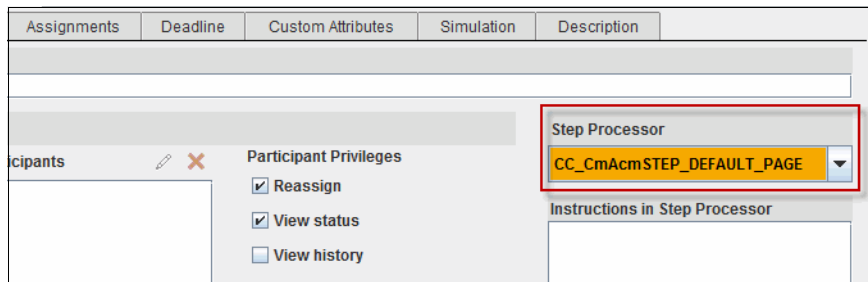 Assignments
Deadline
Custom Attributes
Simulation
Description
icipants
Participant Privileges
Reassign
View status
View history
Step Processor
CC_CmAcmSTEP_DEFAULT_PAGE
Instructions in Step Processor